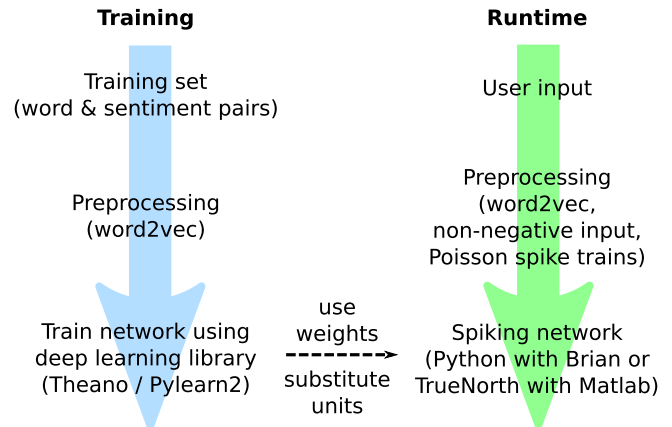 Training
Training set
(word & sentiment pairs)
Preprocessing
(word2vec)
Train network using
deep learning library
(Theano / Pylearn2)
use
weights
substitute
units
Runtime
User input
Preprocessing
(word2vec,
non-negative input,
Poisson spike trains)
Spiking network
(Python with Brian or
TrueNorth with Matlab)